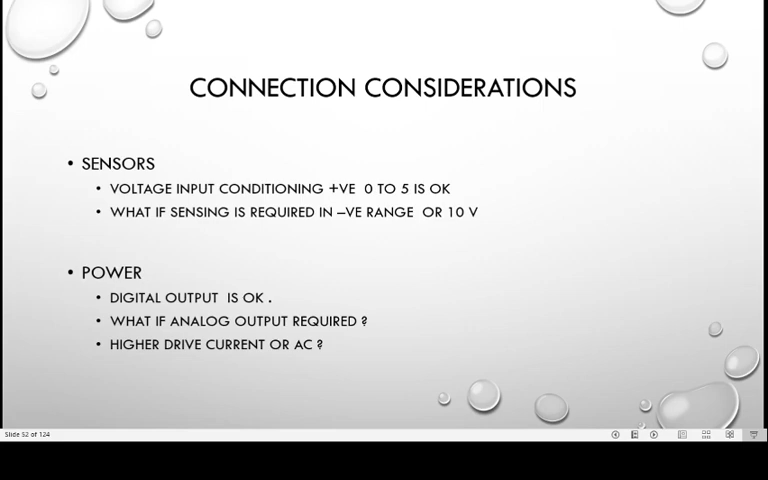 CONNECTION CONSIDERATIONS
• SENSORS
• VOLTAGE INPUT CONDITIONING +VE 0 TO 5 IS OK
• WHAT IF SENSING IS REQUIRED IN –VE RANGE OR 10 V
• POWER
• DIGITAL OUTPUT IS OK .
• WHAT IF ANALOG OUTPUT REQUIRED ?
• HIGHER DRIVE CURRENT OR AC ?
Slide 52 of 124